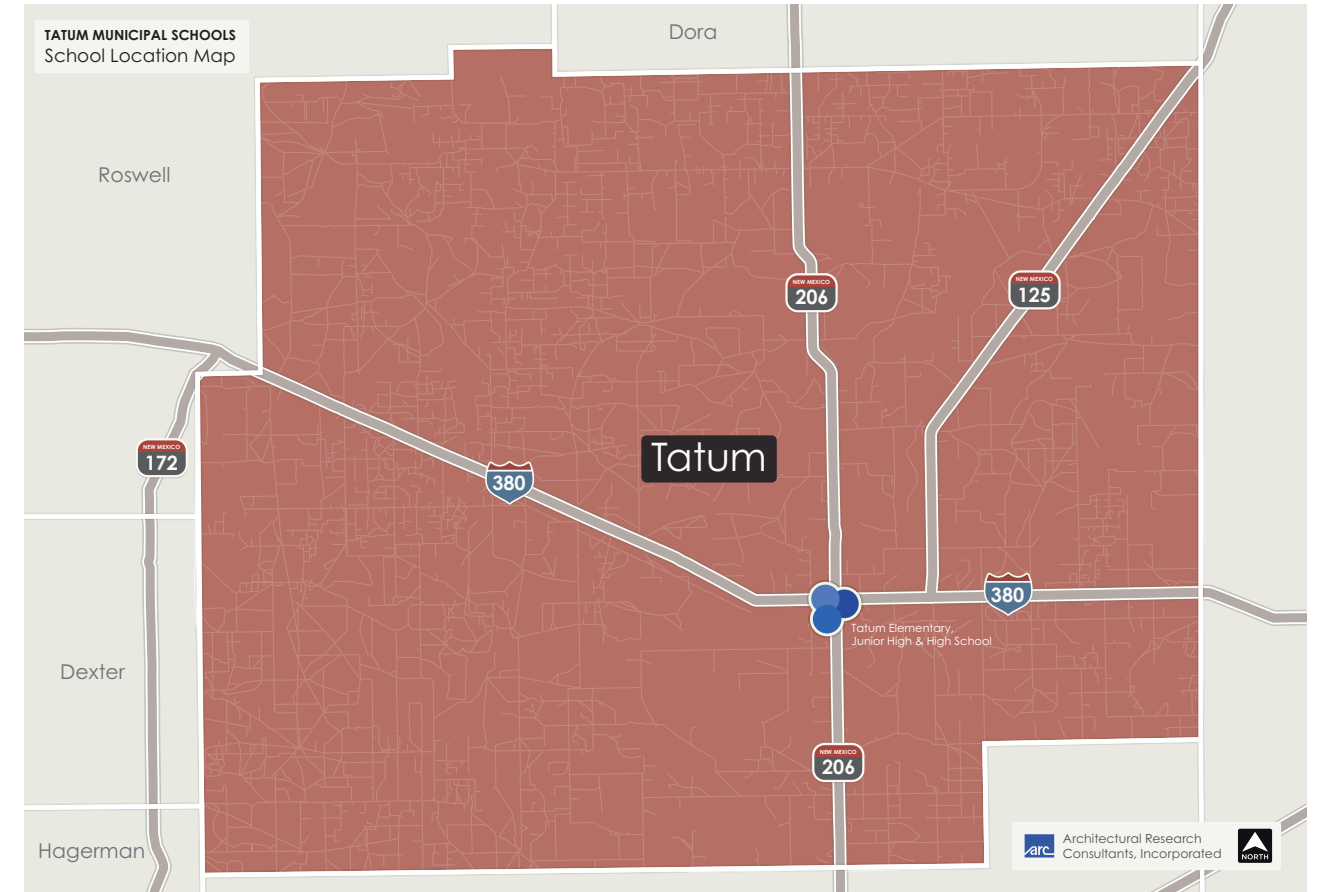 TATUM MUNICIPAL SCHOOLS
School Location Map
Dora
Roswell
NEW MEXICO
206
NEW MEXICO
125
Tatum
NEW MEXICO
172
380
380
Tatum Elementary,
Junior High & High School
Dexter
NEW MEXICO
206
Hagerman
arc
Architectural Research
Consultants, Incorporated
NORTH